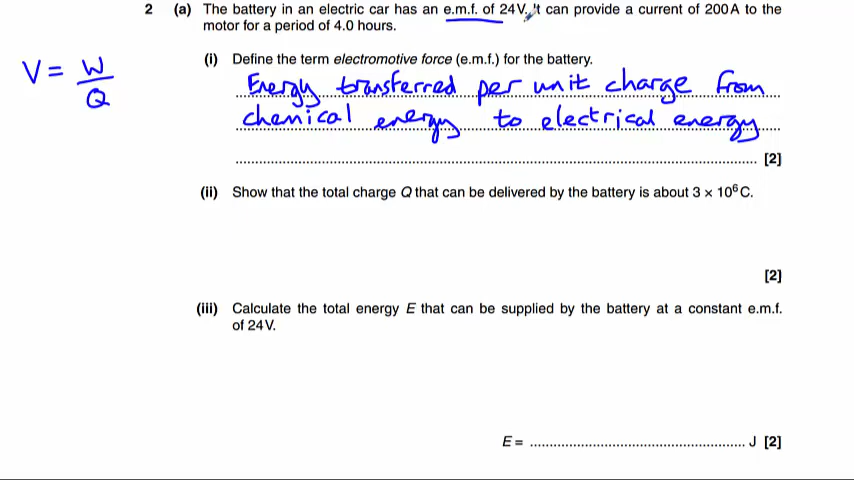 2 (a) The battery in an electric car has an e.m.f. of 24V. It can provide a current of 200A to the
motor for a period of 4.0 hours.
(i) Define the term electromotive force (e.m.f.) for the battery.
V = W/Q
Energy transferred per unit charge from
chemical energy to electrical energy
[2]
(ii) Show that the total charge Q that can be delivered by the battery is about 3 × 10⁶C.
[2]
(iii) Calculate the total energy E that can be supplied by the battery at a constant e.m.f.
of 24V.
E = .................................................. J [2]